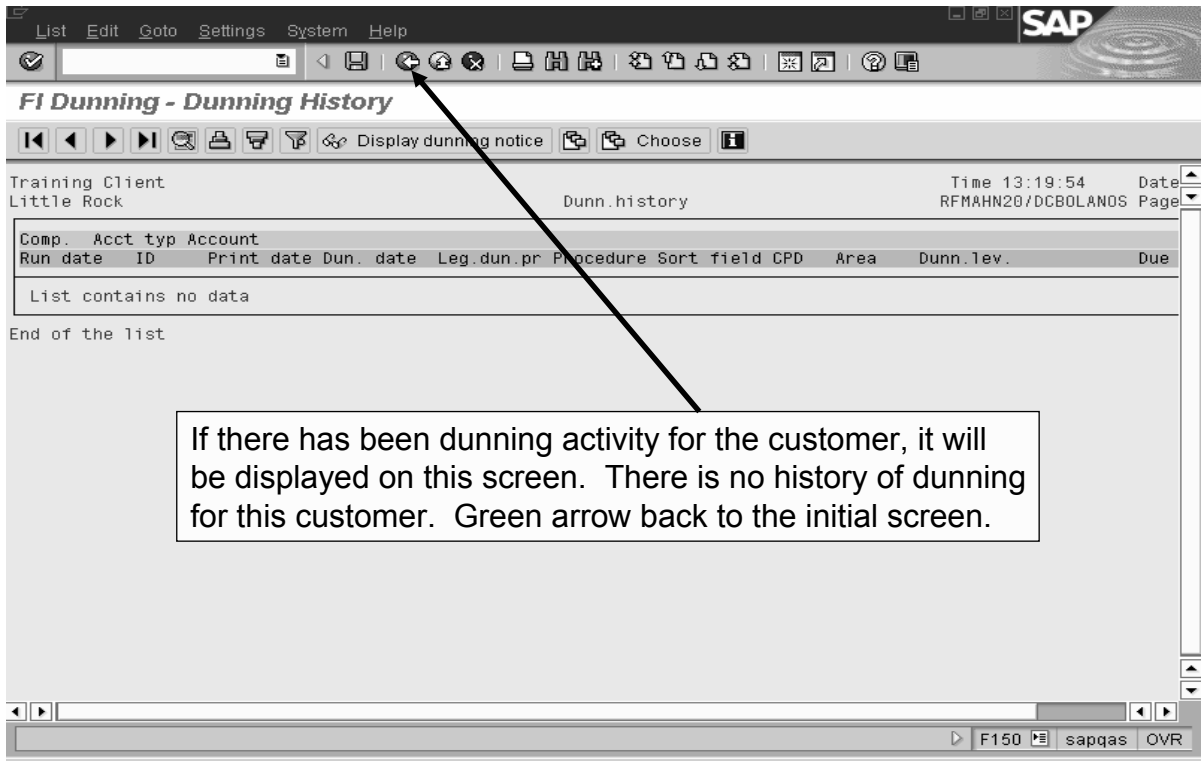 List Edit Goto Settings System Help
SAP
FI Dunning - Dunning History
Display dunning notice Choose
Training Client Time 13:19:54 Date
Little Rock Dunn.history RFMAHN20/DCBOLANOS Page
Comp. Acct typ Account
Run date ID Print date Dun. date Leg.dun.pr Procedure Sort field CPD Area Dunn.lev. Due
List contains no data
End of the list
If there has been dunning activity for the customer, it will
be displayed on this screen. There is no history of dunning
for this customer. Green arrow back to the initial screen.
F150 sapqas OVR